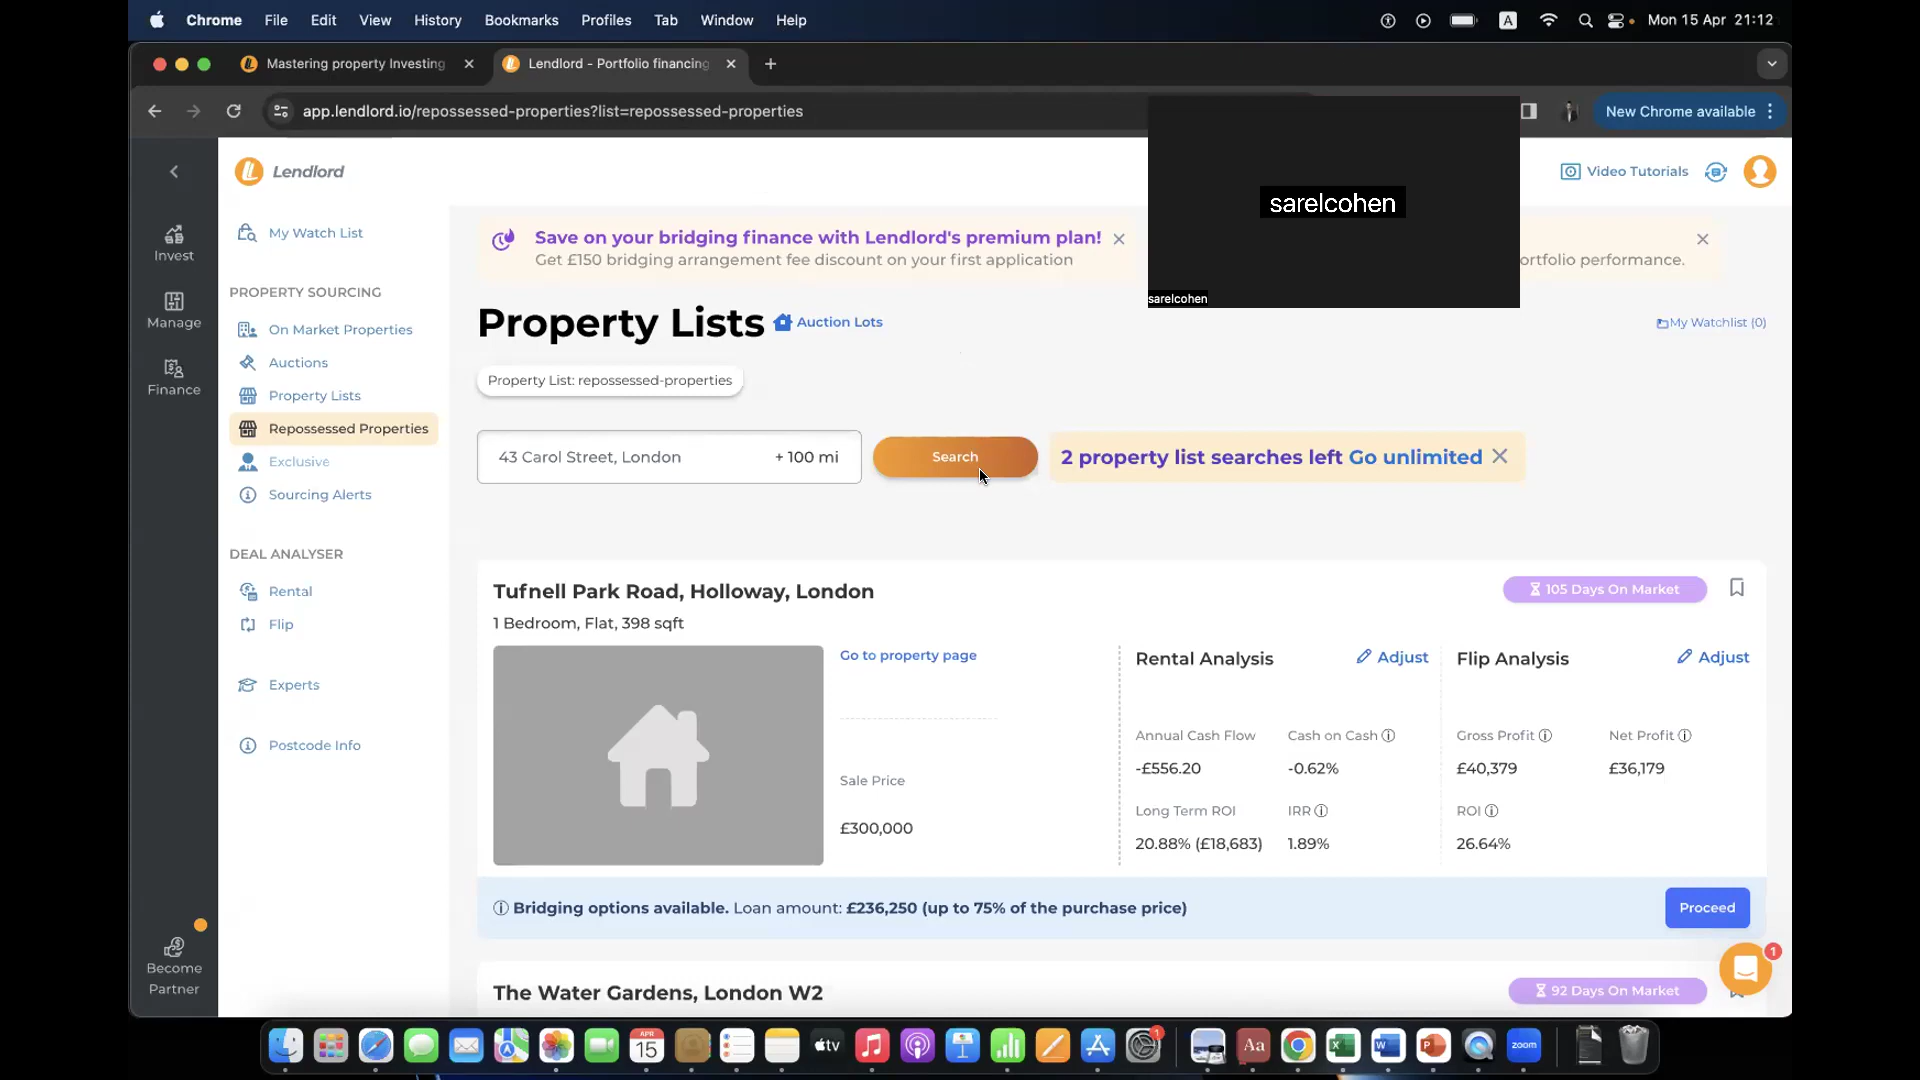 Chrome File Edit View History Bookmarks Profiles Tab Window Help
A
Mon 15 Apr 21:12
Mastering property Investing
Lendlord - Portfolio financing
app.lendlord.io/repossessed-properties?list=repossessed-properties
New Chrome available
Lendlord
Video Tutorials
sarelcohen
sarelcohen
Invest
Manage
Finance
Become
Partner
My Watch List
PROPERTY SOURCING
On Market Properties
Auctions
Property Lists
Repossessed Properties
Exclusive
Sourcing Alerts
DEAL ANALYSER
Rental
Flip
Experts
Postcode Info
Save on your bridging finance with Lendlord's premium plan!
Get £150 bridging arrangement fee discount on your first application
ortfolio performance.
Property Lists
Auction Lots
My Watchlist (0)
Property List: repossessed-properties
43 Carol Street, London + 100 mi
Search
2 property list searches left Go unlimited
Tufnell Park Road, Holloway, London
105 Days On Market
1 Bedroom, Flat, 398 sqft
Go to property page
Sale Price
£300,000
Rental Analysis Adjust
Annual Cash Flow Cash on Cash
-£556.20 -0.62%
Long Term ROI IRR
20.88% (£18,683) 1.89%
Flip Analysis Adjust
Gross Profit Net Profit
£40,379 £36,179
ROI
26.64%
Bridging options available. Loan amount: £236,250 (up to 75% of the purchase price)
Proceed
1
The Water Gardens, London W2
92 Days On Market
APR
15
tv
1
Aa
X
W
P
zoom